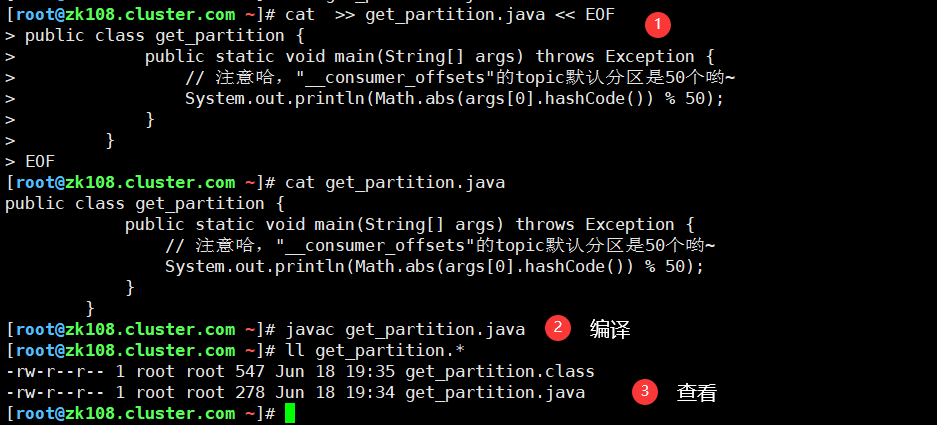 [root@zk108.cluster.com ~]# cat  >> get_partition.java << EOF
1
> public class get_partition {
>             public static void main(String[] args) throws Exception {
>                 // 注意哈，"__consumer_offsets"的topic默认分区是50个哟~
>                 System.out.println(Math.abs(args[0].hashCode()) % 50);
>             }
>         }
> EOF
[root@zk108.cluster.com ~]# cat get_partition.java
public class get_partition {
            public static void main(String[] args) throws Exception {
                // 注意哈，"__consumer_offsets"的topic默认分区是50个哟~
                System.out.println(Math.abs(args[0].hashCode()) % 50);
            }
        }
[root@zk108.cluster.com ~]# javac get_partition.java 2 编译
[root@zk108.cluster.com ~]# ll get_partition.*
-rw-r--r-- 1 root root 547 Jun 18 19:35 get_partition.class
-rw-r--r-- 1 root root 278 Jun 18 19:34 get_partition.java 3 查看
[root@zk108.cluster.com ~]#